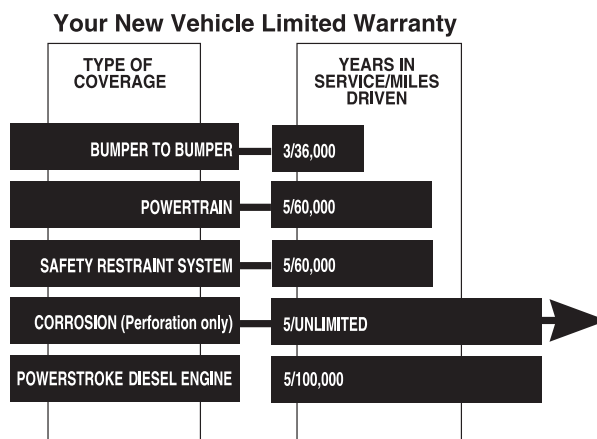 Your New Vehicle Limited Warranty
TYPE OF
COVERAGE
YEARS IN
SERVICE/MILES
DRIVEN
BUMPER TO BUMPER
3/36,000
POWERTRAIN
5/60,000
SAFETY RESTRAINT SYSTEM
5/60,000
CORROSION (Perforation only)
5/UNLIMITED
POWERSTROKE DIESEL ENGINE
5/100,000